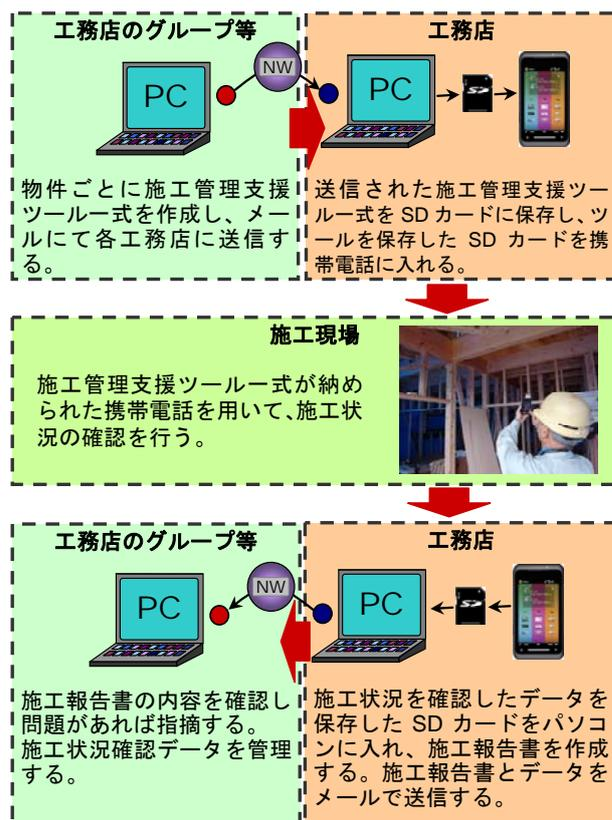 工務店のグループ等
NW
PC
物件ごとに施工管理支援
ツール一式を作成し、メー
ルにて各工務店に送信す
る。
工務店
PC
SD
送信された施工管理支援ツー
ル一式を SD カードに保存し、ツ
ールを保存した SD カードを携
帯電話に入れる。
施工現場
施工管理支援ツール一式が納め
られた携帯電話を用いて、施工状
況の確認を行う。
工務店のグループ等
NW
PC
施工報告書の内容を確認し
問題があれば指摘する。
施工状況確認データを管理
する。
工務店
PC
SD
施工状況を確認したデータを
保存した SD カードをパソコ
ンに入れ、施工報告書を作成
する。施工報告書とデータを
メールで送信する。